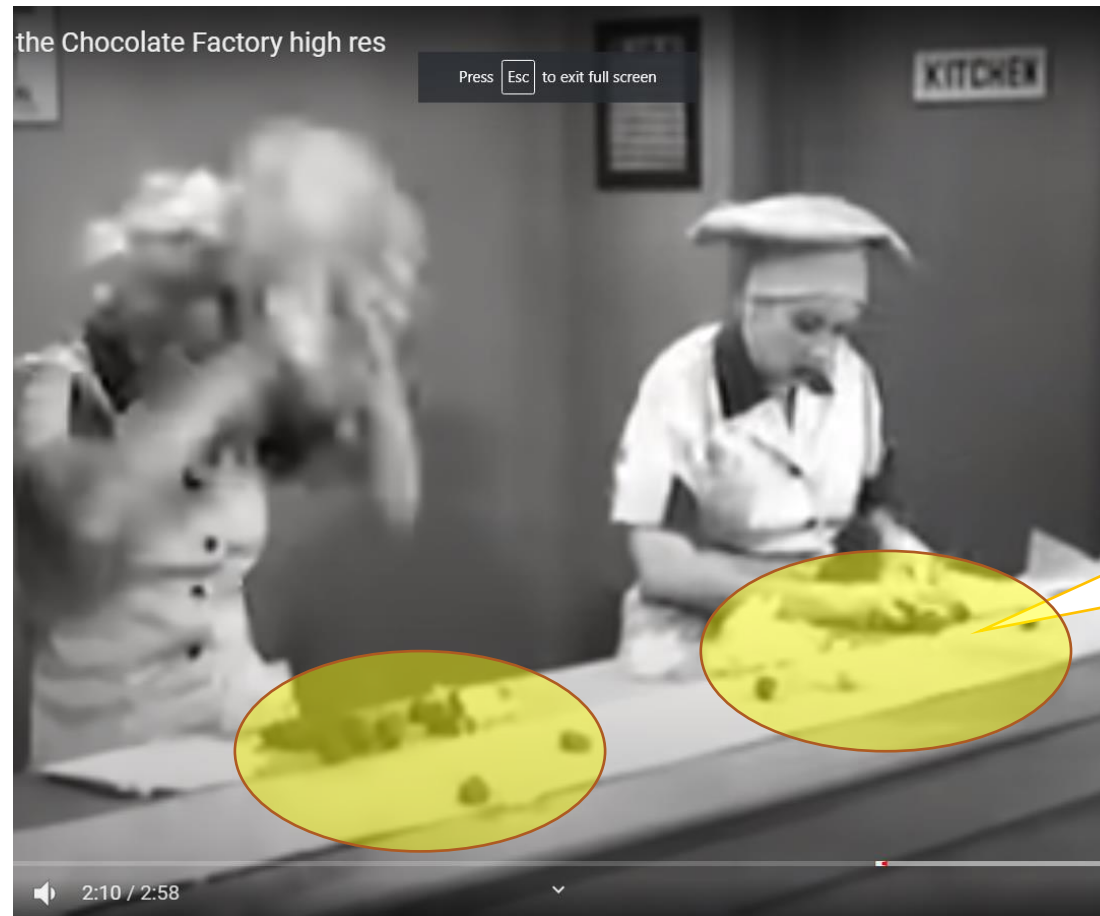 the Chocolate Factory high res
Press Esc to exit full screen
KITCHEN
2:10 / 2:58